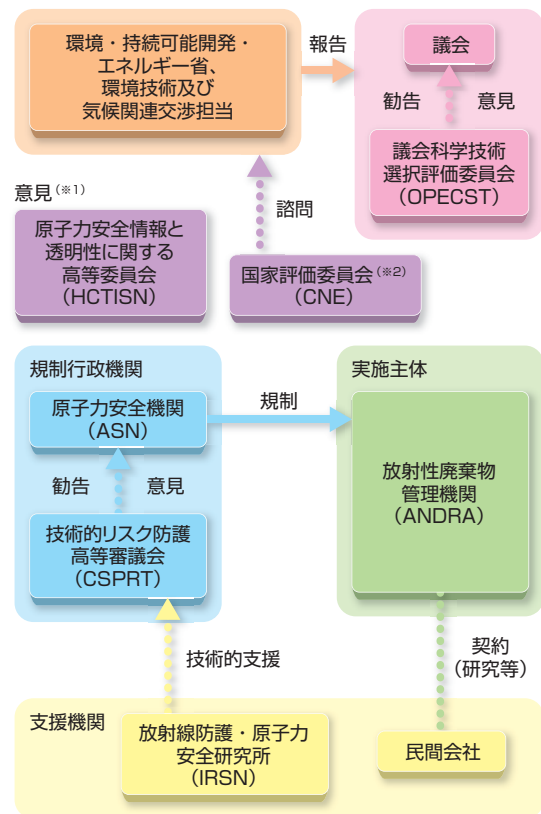 環境・持続可能開発・
エネルギー省、
環境技術及び
気候関連交渉担当
報告
議会
勧告
意見
議会科学技術
選択評価委員会
(OPECST)
諮問
意見(※1)
原子力安全情報と
透明性に関する
高等委員会
(HCTISN)
国家評価委員会(※2)
(CNE)
規制行政機関
原子力安全機関
(ASN)
規制
実施主体
放射性廃棄物
管理機関
(ANDRA)
勧告
意見
技術的リスク防護
高等審議会
(CSPRT)
技術的支援
契約
(研究等)
支援機関
放射線防護・原子力
安全研究所
(IRSN)
民間会社